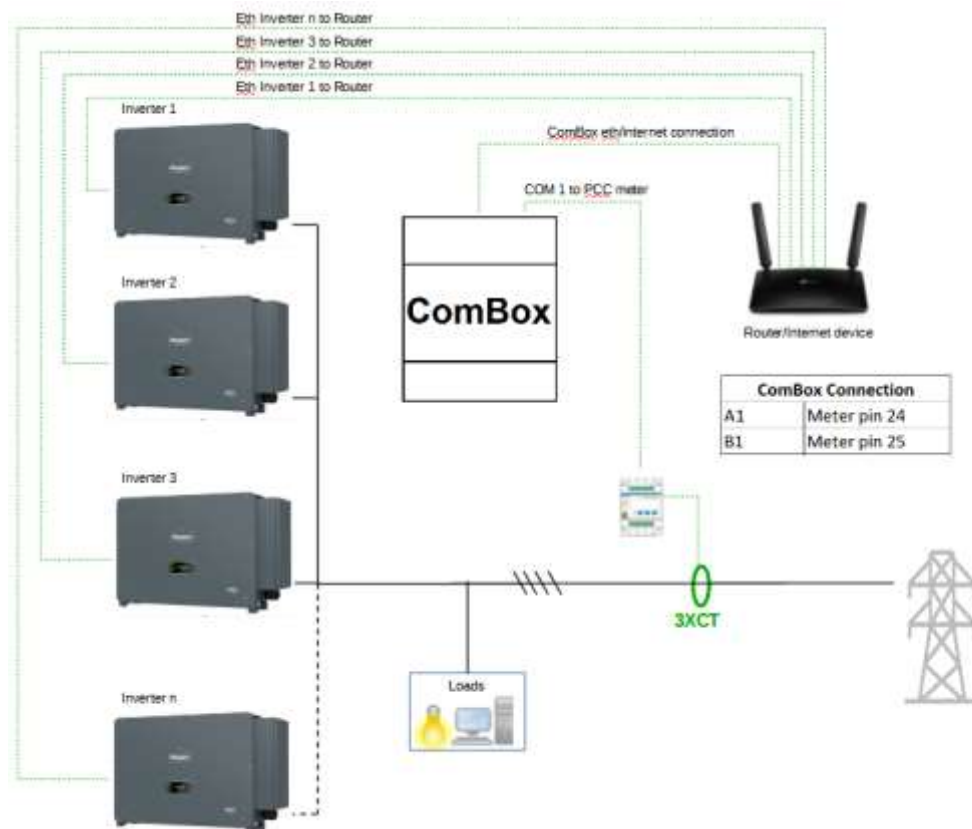 Eth Inverter n to Router
Eth Inverter 3 to Router
Eth Inverter 2 to Router
Eth Inverter 1 to Router
Inverter 1
ComBox eth/internet connection
COM 1 to PCC meter
Inverter 2
ComBox
Router/Internet device
ComBox Connection
A1 Meter pin 24
B1 Meter pin 25
Inverter 3
3XCT
Loads
Inverter n